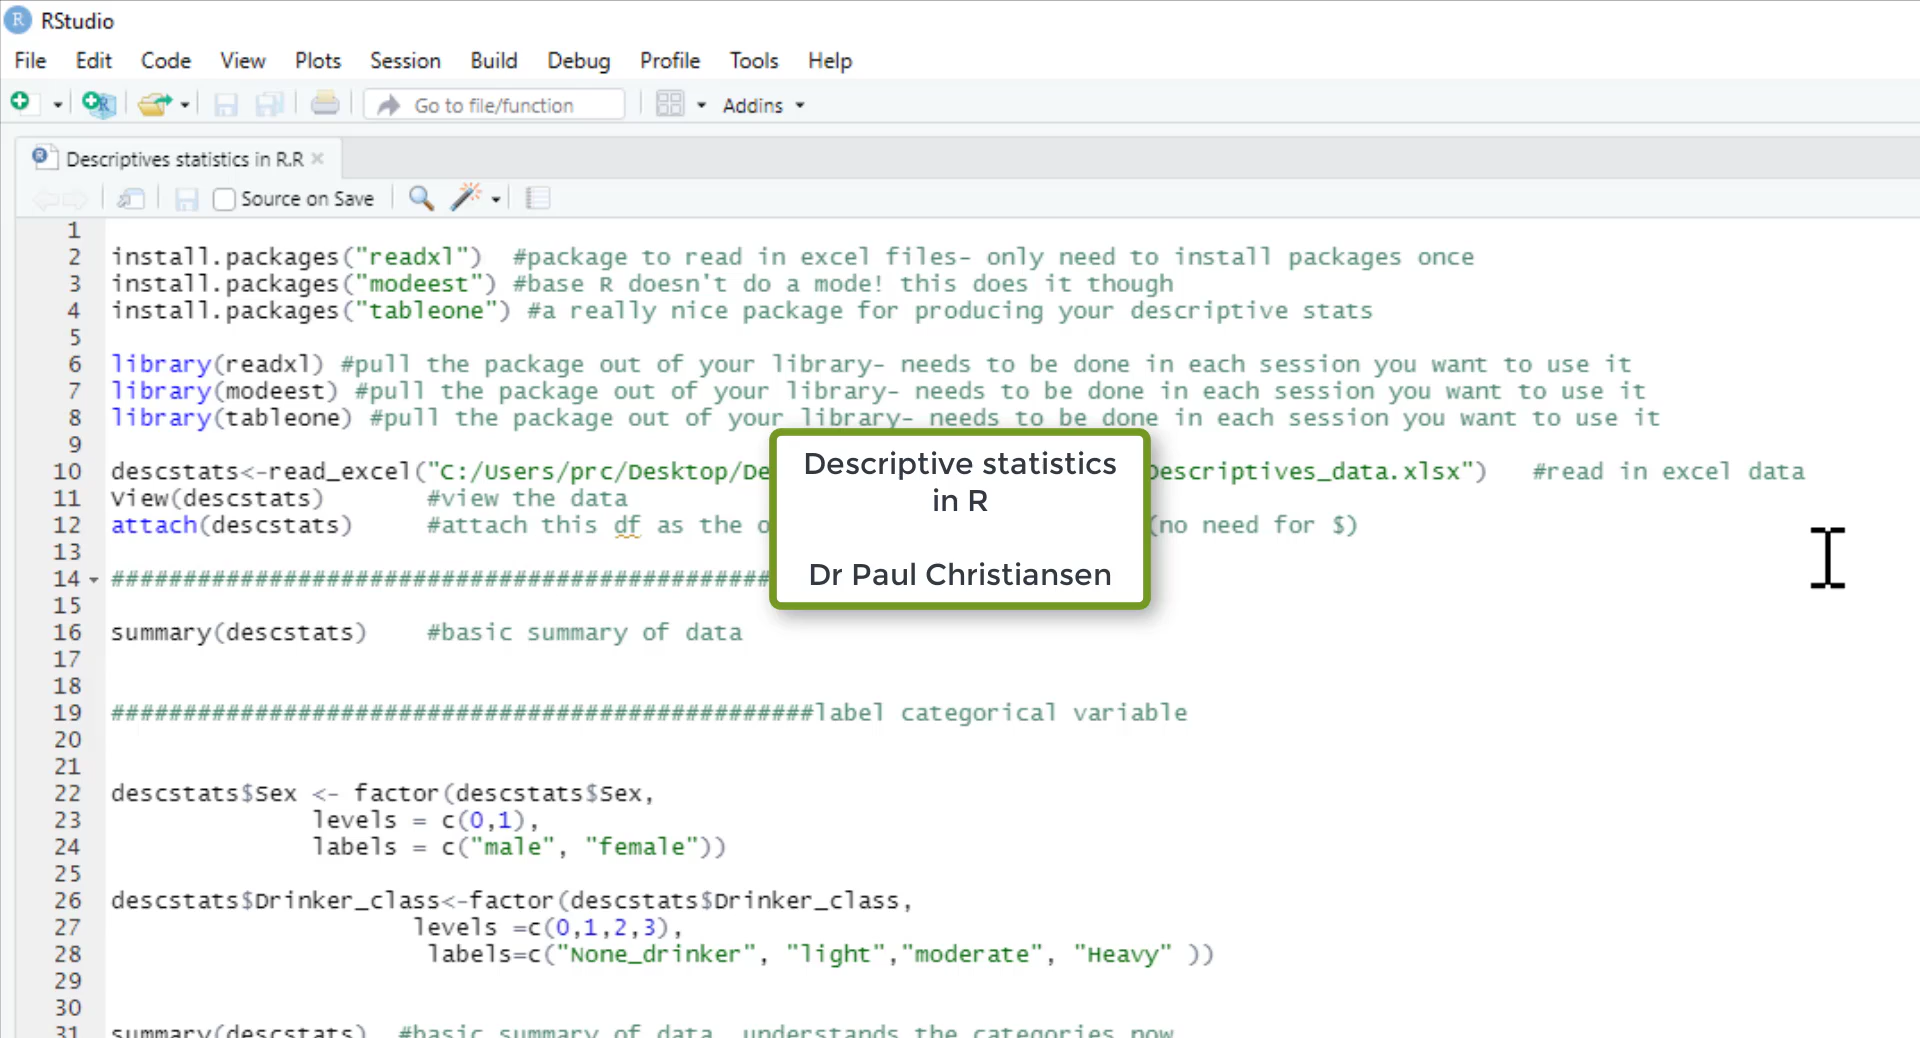 RStudio
File Edit Code View Plots Session Build Debug Profile Tools Help
Go to file/function Addins
Descriptives statistics in R.R
Source on Save
1
2 install.packages("readxl") #package to read in excel files- only need to install packages once
3 install.packages("modeest") #base R doesn't do a mode! this does it though
4 install.packages("tableone") #a really nice package for producing your descriptive stats
5
6 library(readxl) #pull the package out of your library- needs to be done in each session you want to use it
7 library(modeest) #pull the package out of your library- needs to be done in each session you want to use it
8 library(tableone) #pull the package out of your library- needs to be done in each session you want to use it
9
10 descstats<-read_excel("C:/Users/prc/Desktop/De escriptives_data.xlsx") #read in excel data
11 View(descstats) #view the data
12 attach(descstats) #attach this df as the o (no need for $)
13
14 ##############################################
15
16 summary(descstats) #basic summary of data
17
18
19 #################################################label categorical variable
20
21
22 descstats$Sex <- factor(descstats$Sex,
23 levels = c(0,1),
24 labels = c("male", "female"))
25
26 descstats$Drinker_class<-factor(descstats$Drinker_class,
27 levels =c(0,1,2,3),
28 labels=c("None_drinker", "light","moderate", "Heavy" ))
29
30
31 summary(descstats) #basic summary of data understands the categories now
Descriptive statistics
in R
Dr Paul Christiansen